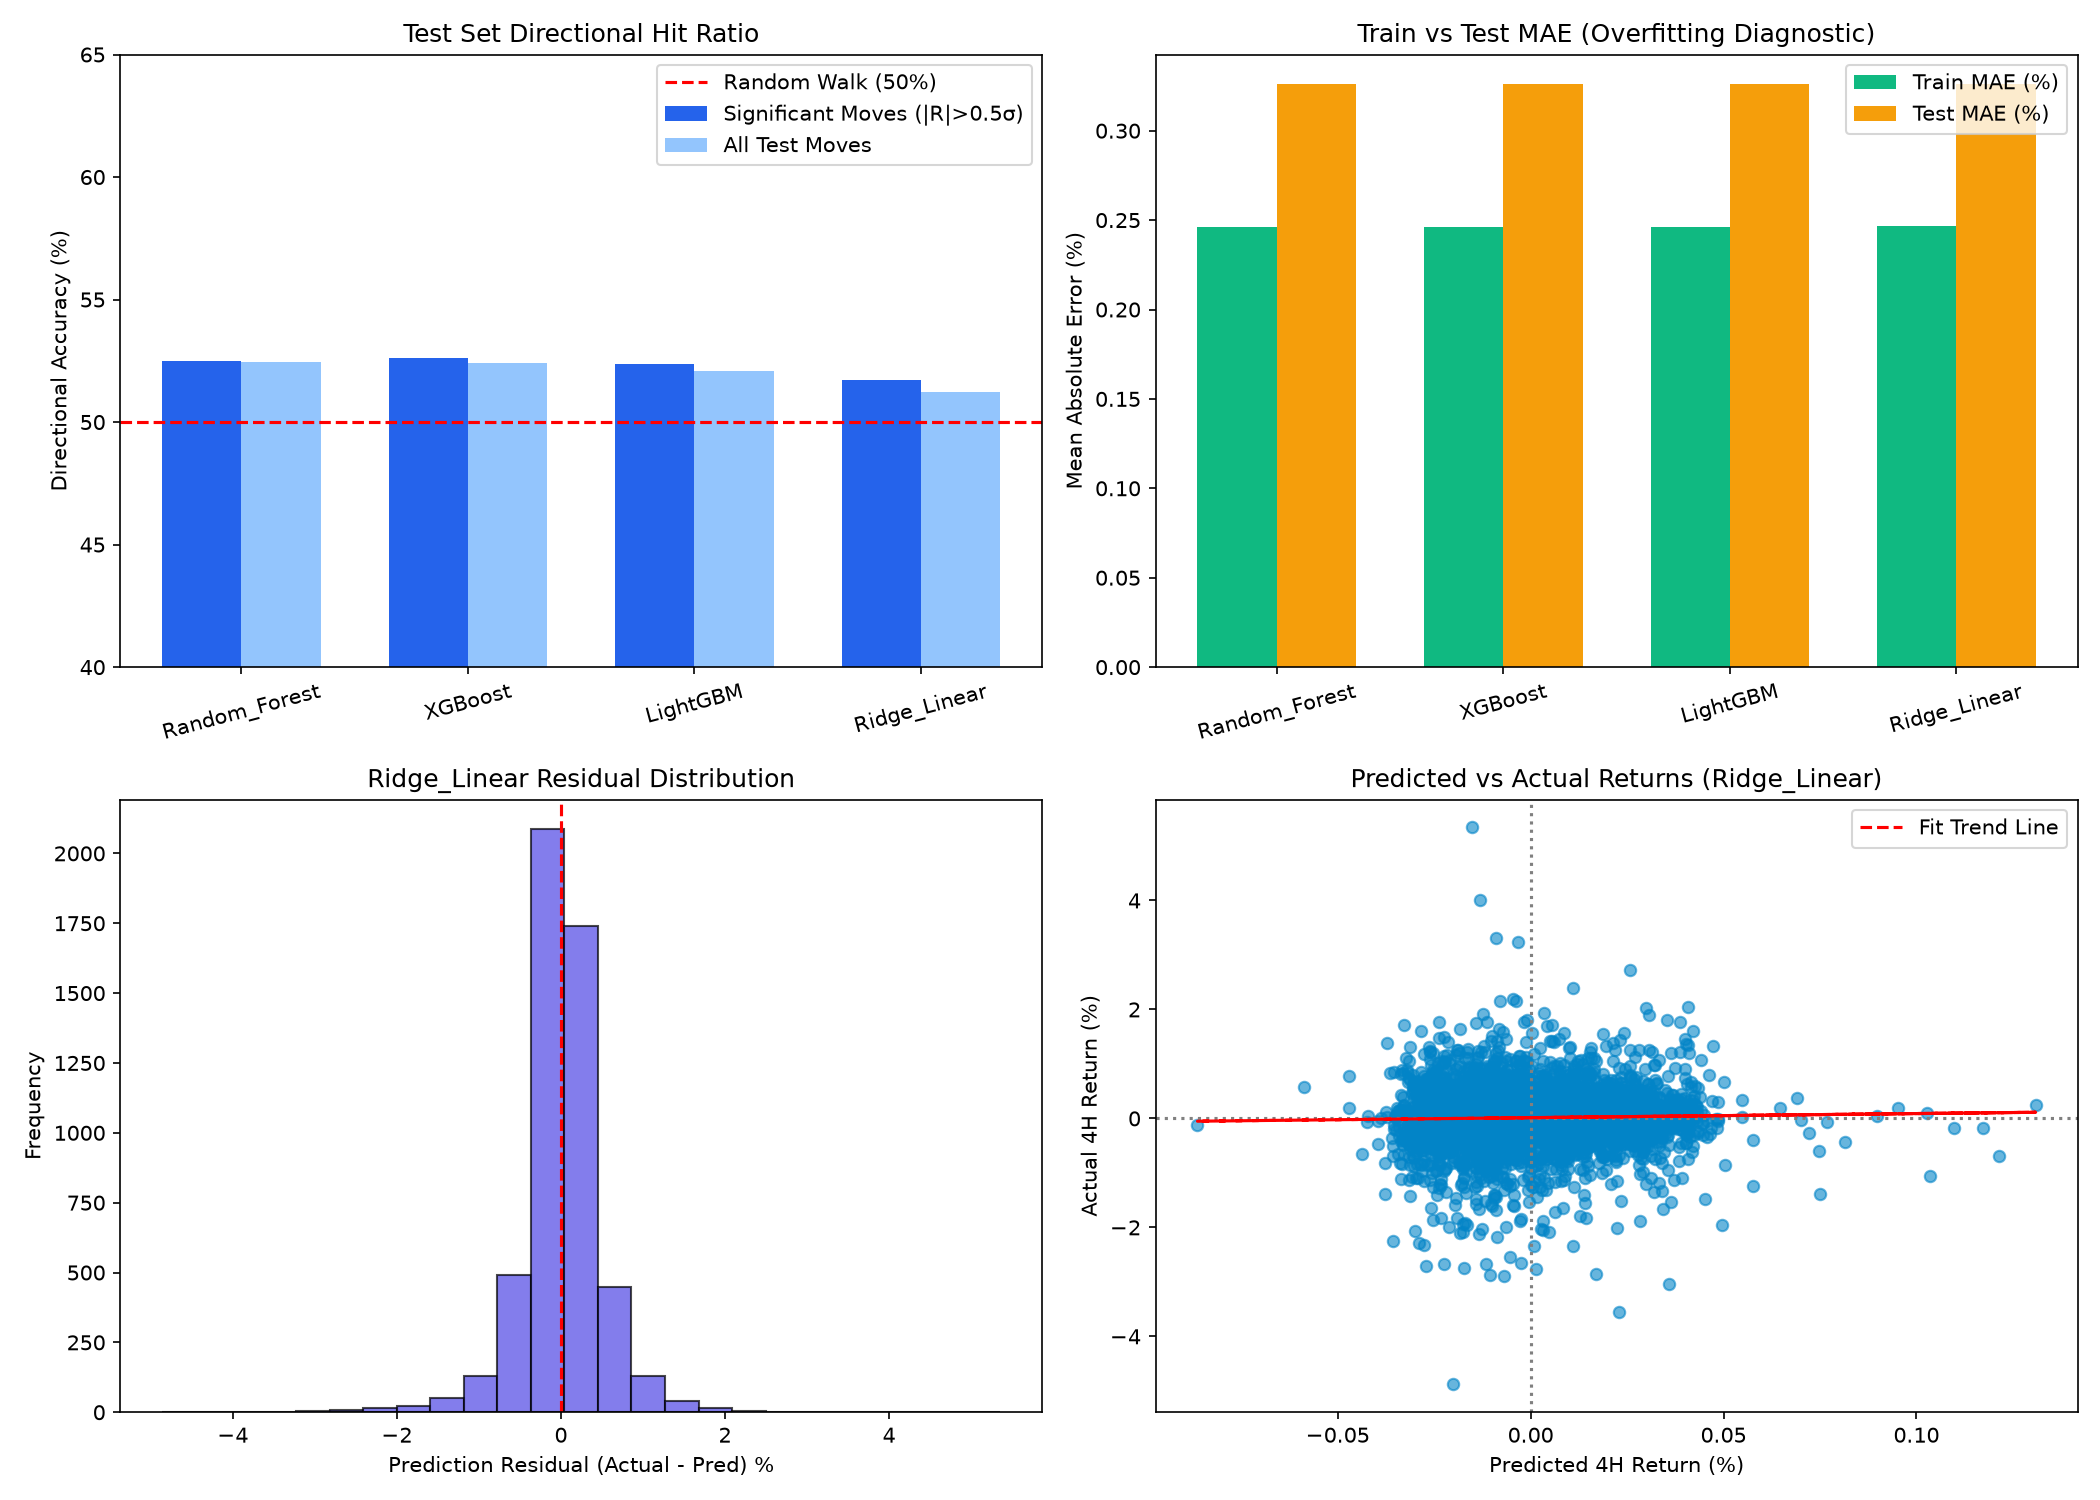 Test Set Directional Hit Ratio
65
60
55
50
45
40
Directional Accuracy (%)
Random Walk (50%)
Significant Moves (|R|>0.5σ)
All Test Moves
Random_Forest
XGBoost
LightGBM
Ridge_Linear
Train vs Test MAE (Overfitting Diagnostic)
0.30
0.25
0.20
0.15
0.10
0.05
0.00
Mean Absolute Error (%)
Train MAE (%)
Test MAE (%)
Random_Forest
XGBoost
LightGBM
Ridge_Linear
Ridge_Linear Residual Distribution
2000
1750
1500
1250
1000
750
500
250
0
Frequency
−4
−2
0
2
4
Prediction Residual (Actual - Pred) %
Predicted vs Actual Returns (Ridge_Linear)
4
2
0
−2
−4
Actual 4H Return (%)
Fit Trend Line
−0.05
0.00
0.05
0.10
Predicted 4H Return (%)